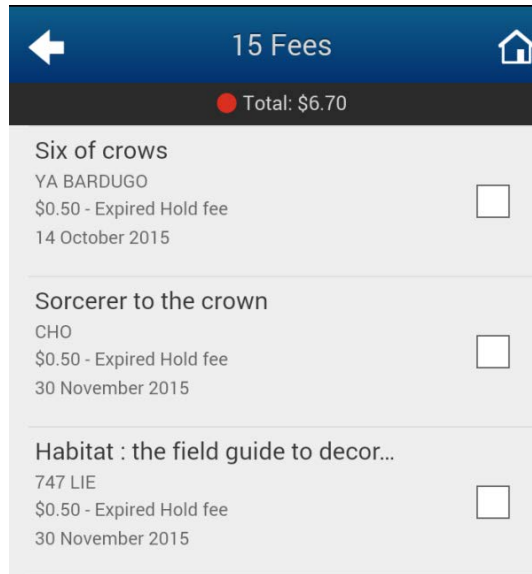 15 Fees
Total: $6.70
Six of crows
YA BARDUGO
$0.50 - Expired Hold fee
14 October 2015
Sorcerer to the crown
CHO
$0.50 - Expired Hold fee
30 November 2015
Habitat : the field guide to decor...
747 LIE
$0.50 - Expired Hold fee
30 November 2015